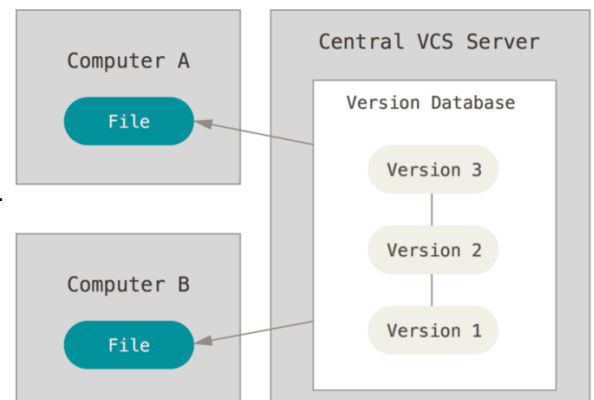 Computer A
File
Central VCS Server
Version Database
Version 3
Version 2
Version 1
Computer B
File